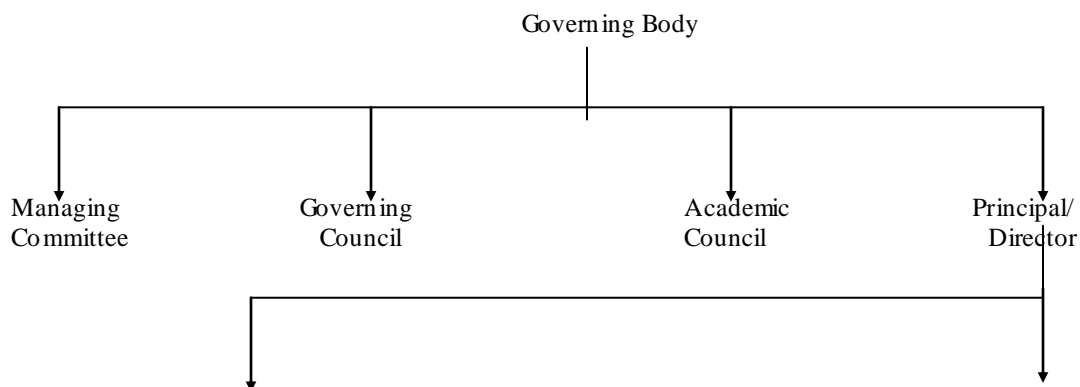 Governing Body
Managing
Committee
Governing
Council
Academic
Council
Principal/
Director